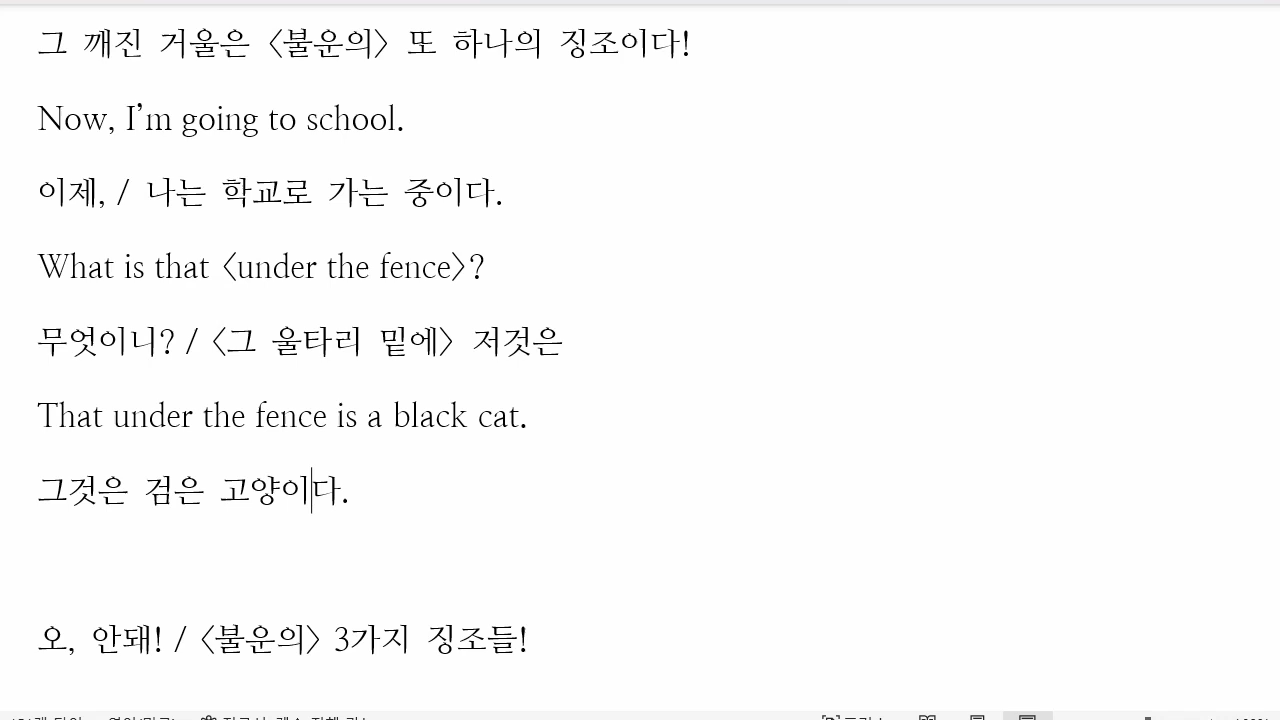 그 깨진 거울은 〈불운의〉 또 하나의 징조이다!
Now, I’m going to school.
이제, / 나는 학교로 가는 중이다.
What is that 〈under the fence〉?
무엇이니? / 〈그 울타리 밑에〉 저것은
That under the fence is a black cat.
그것은 검은 고양이다.
오, 안돼! / 〈불운의〉 3가지 징조들!